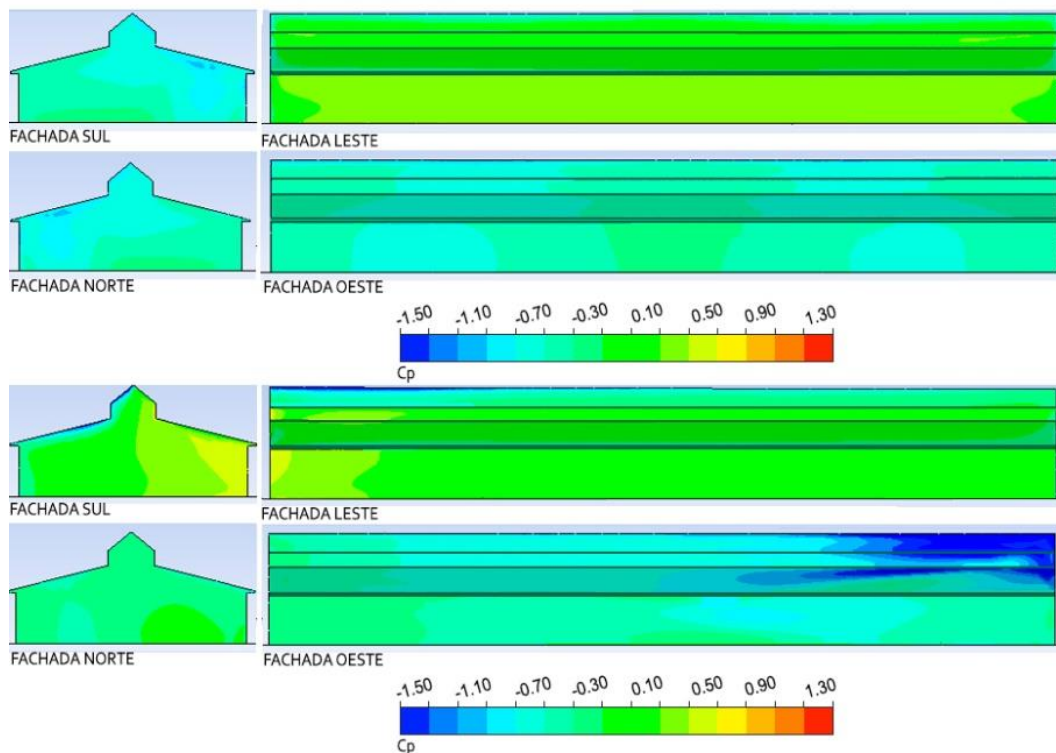 FACHADA SUL
FACHADA LESTE
FACHADA NORTE
FACHADA OESTE
-1.50 -1.10 -0.70 -0.30 0.10 0.50 0.90 1.30
Cp
FACHADA SUL
FACHADA LESTE
FACHADA NORTE
FACHADA OESTE
-1.50 -1.10 -0.70 -0.30 0.10 0.50 0.90 1.30
Cp